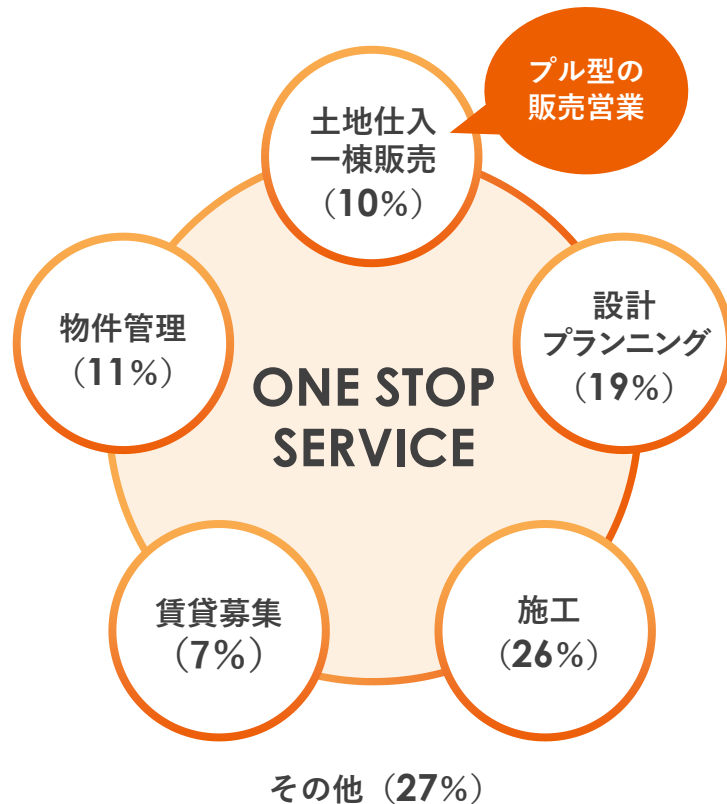 プル型の
販売営業
土地仕入
一棟販売
（10%）
設計
プランニング
（19%）
物件管理
（11%）
ONE STOP
SERVICE
賃貸募集
（7%）
施工
（26%）
その他（27%）